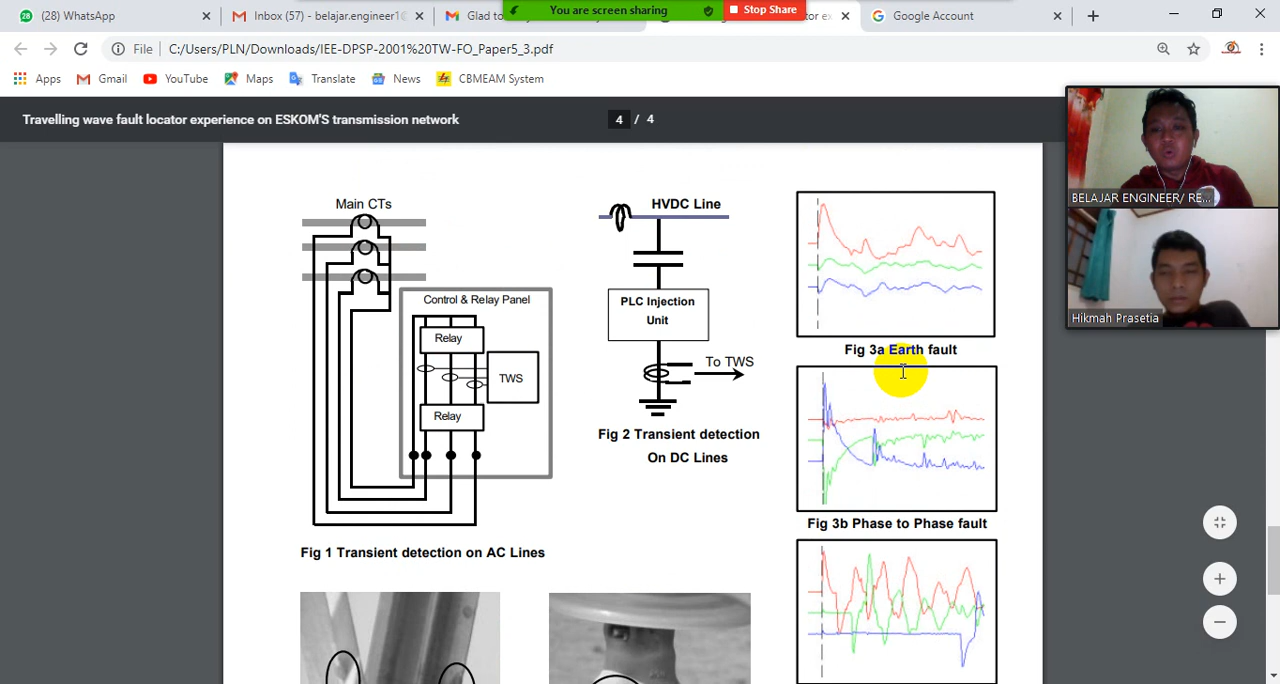 (28) WhatsApp
Inbox (57) - belajar.engineer1@
Glad to
You are screen sharing
Stop Share
Google Account
File
C:/Users/PLN/Downloads/IEE-DPSP-2001%20TW-FO_Paper5_3.pdf
Apps
Gmail
YouTube
Maps
Translate
News
CBMEAM System
Travelling wave fault locator experience on ESKOM'S transmission network
4 / 4
BELAJAR ENGINEER/ RE...
Hikmah Prasetia
Main CTs
Control & Relay Panel
Relay
TWS
Relay
Fig 1 Transient detection on AC Lines
HVDC Line
PLC Injection
Unit
To TWS
Fig 2 Transient detection
On DC Lines
Fig 3a Earth fault
Fig 3b Phase to Phase fault